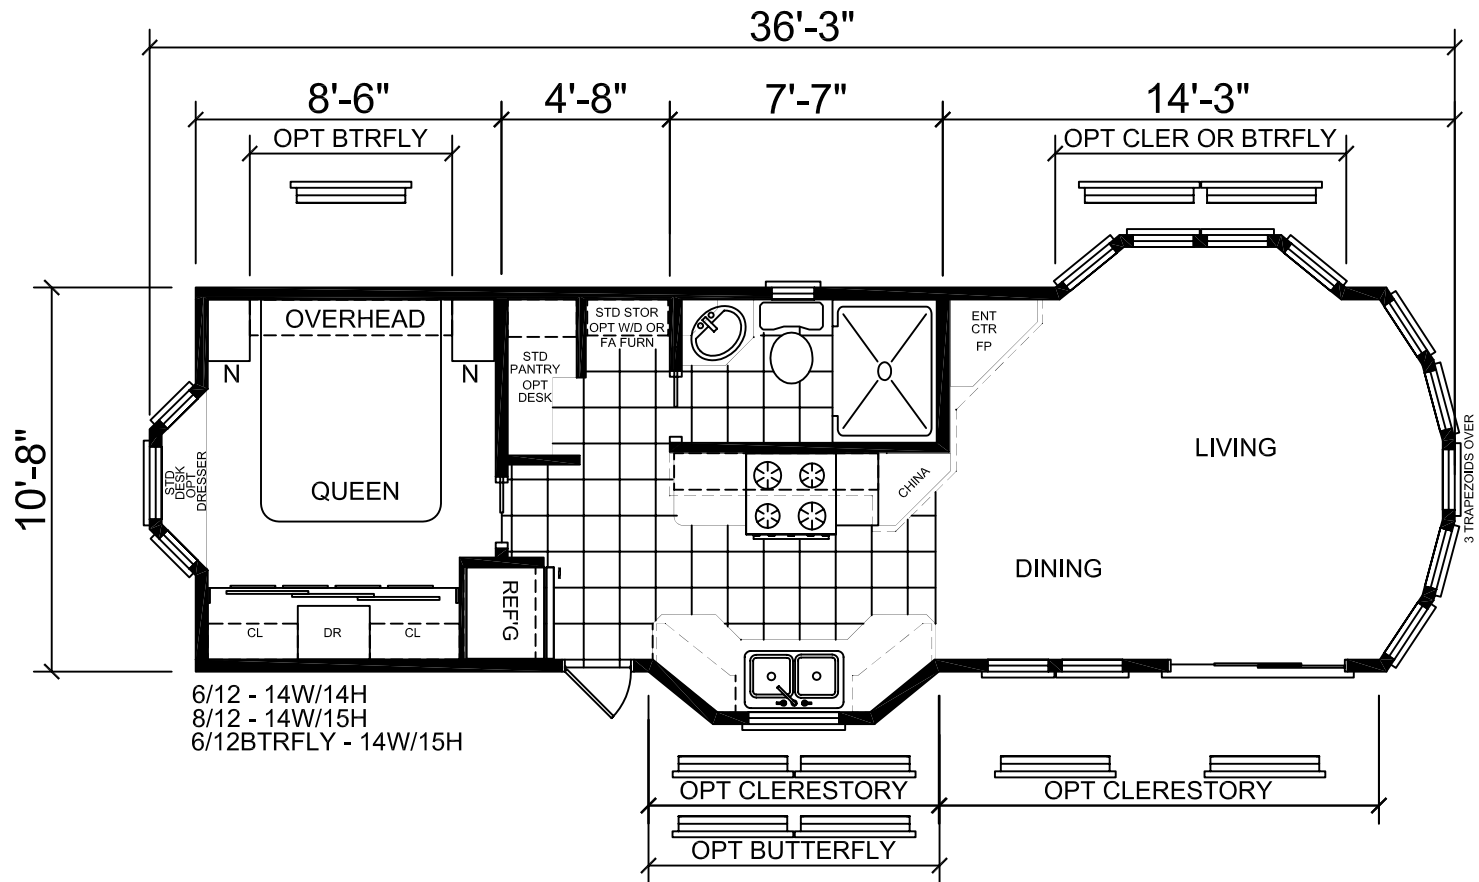 36'-3"
8'-6"
4'-8"
7'-7"
14'-3"
OPT BTRFLY
OPT CLER OR BTRFLY
10'-8"
OVERHEAD
N
N
QUEEN
STD
DESK
OPT
DRESSER
CL
DR
CL
STD
PANTRY
OPT
DESK
STD STOR
OPT W/D OR
FA FURN
REF'G
CHINA
ENT
CTR
FP
LIVING
DINING
3 TRAPEZOIDS OVER
6/12 - 14W/14H
8/12 - 14W/15H
6/12BTRFLY - 14W/15H
OPT CLERESTORY
OPT CLERESTORY
OPT BUTTERFLY